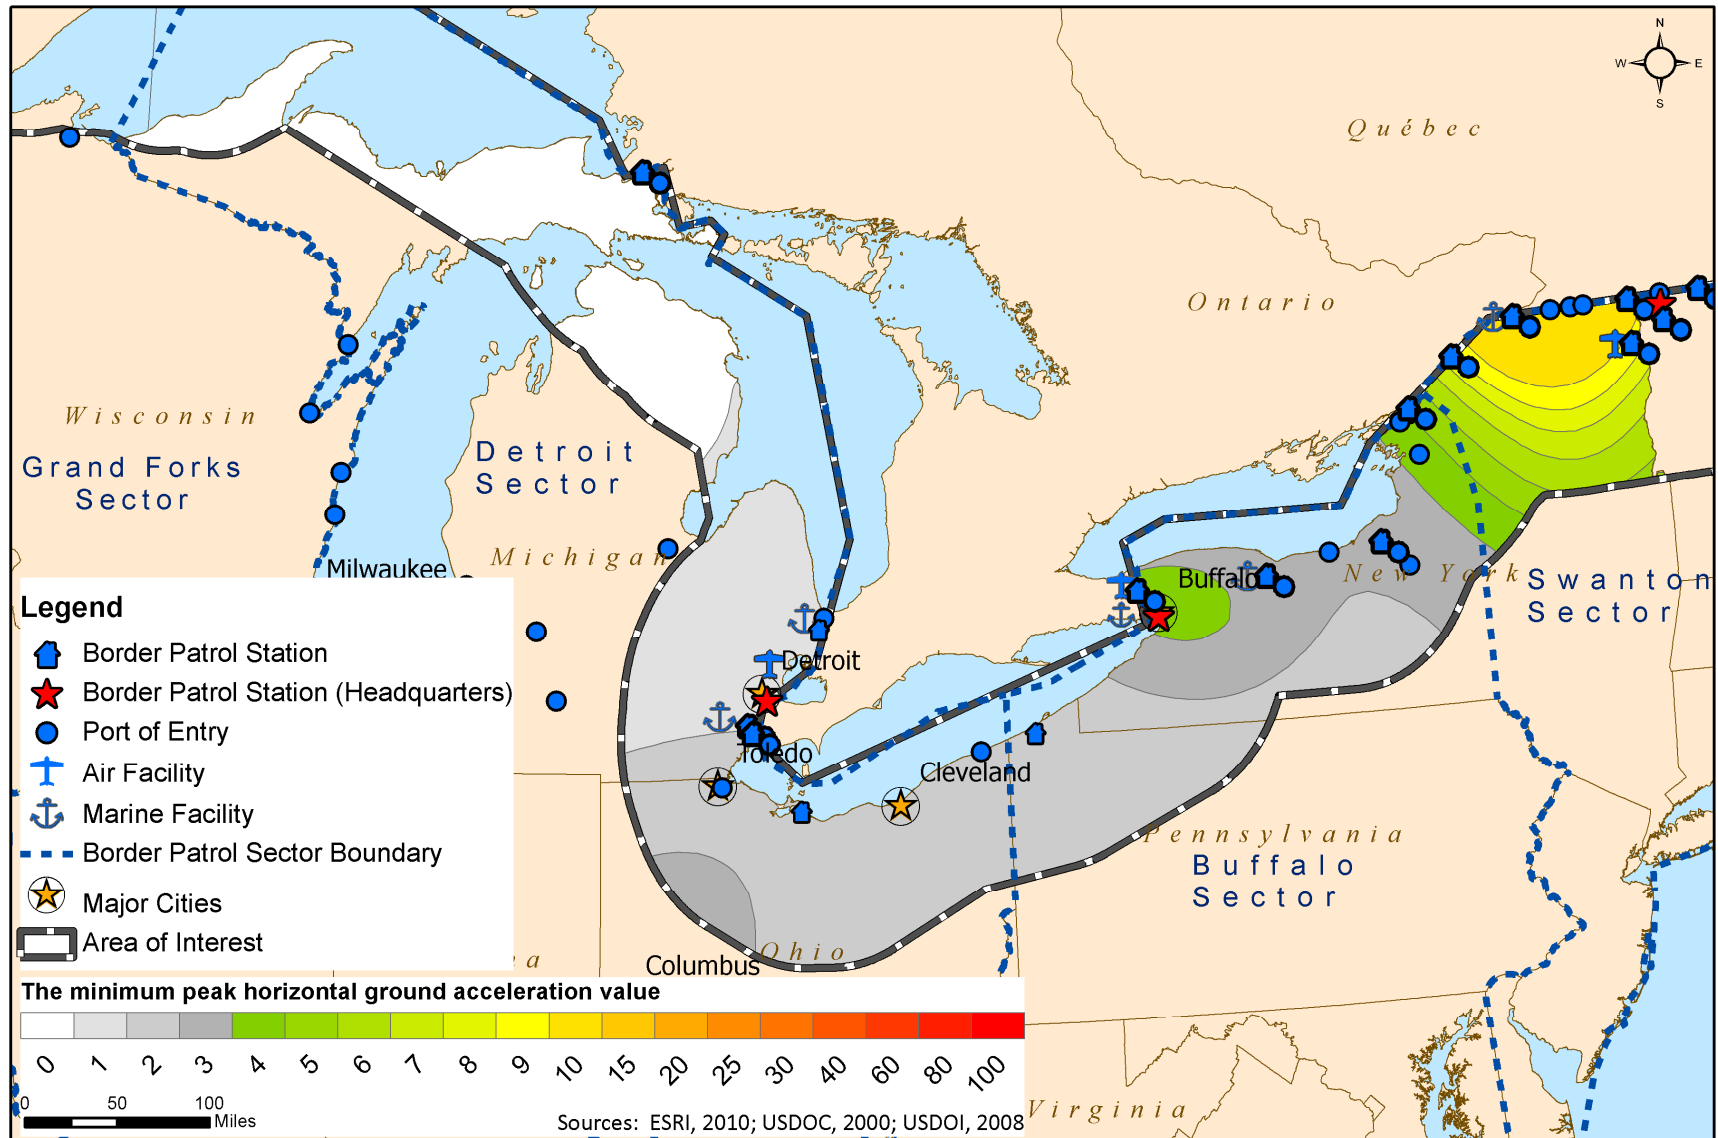 N
W E
S
Québec
Ontario
Wisconsin
Grand Forks
Sector
Detroit
Sector
Michigan
Milwaukee
Buffalo
New York
Swanton
Sector
Detroit
Toledo
Cleveland
Pennsylvania
Buffalo
Sector
Ohio
Columbus
na
Virginia
Legend
Border Patrol Station
Border Patrol Station (Headquarters)
Port of Entry
Air Facility
Marine Facility
Border Patrol Sector Boundary
Major Cities
Area of Interest
The minimum peak horizontal ground acceleration value
0 1 2 3 4 5 6 7 8 9 10 15 20 25 30 40 60 80 100
0 50 100
Miles
Sources: ESRI, 2010; USDOC, 2000; USDOI, 2008